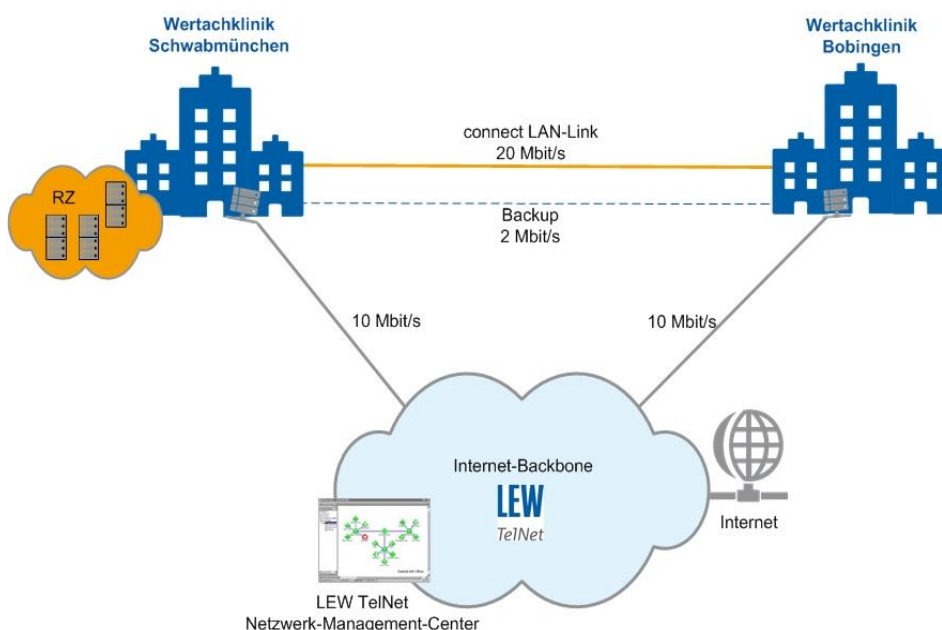 Wertachklinik
Schwabmünchen
Wertachklinik
Bobingen
connect LAN-Link
20 Mbit/s
RZ
Backup
2 Mbit/s
10 Mbit/s
10 Mbit/s
Internet-Backbone
LEW
TelNet
Internet
LEW TelNet
Netzwerk-Management-Center